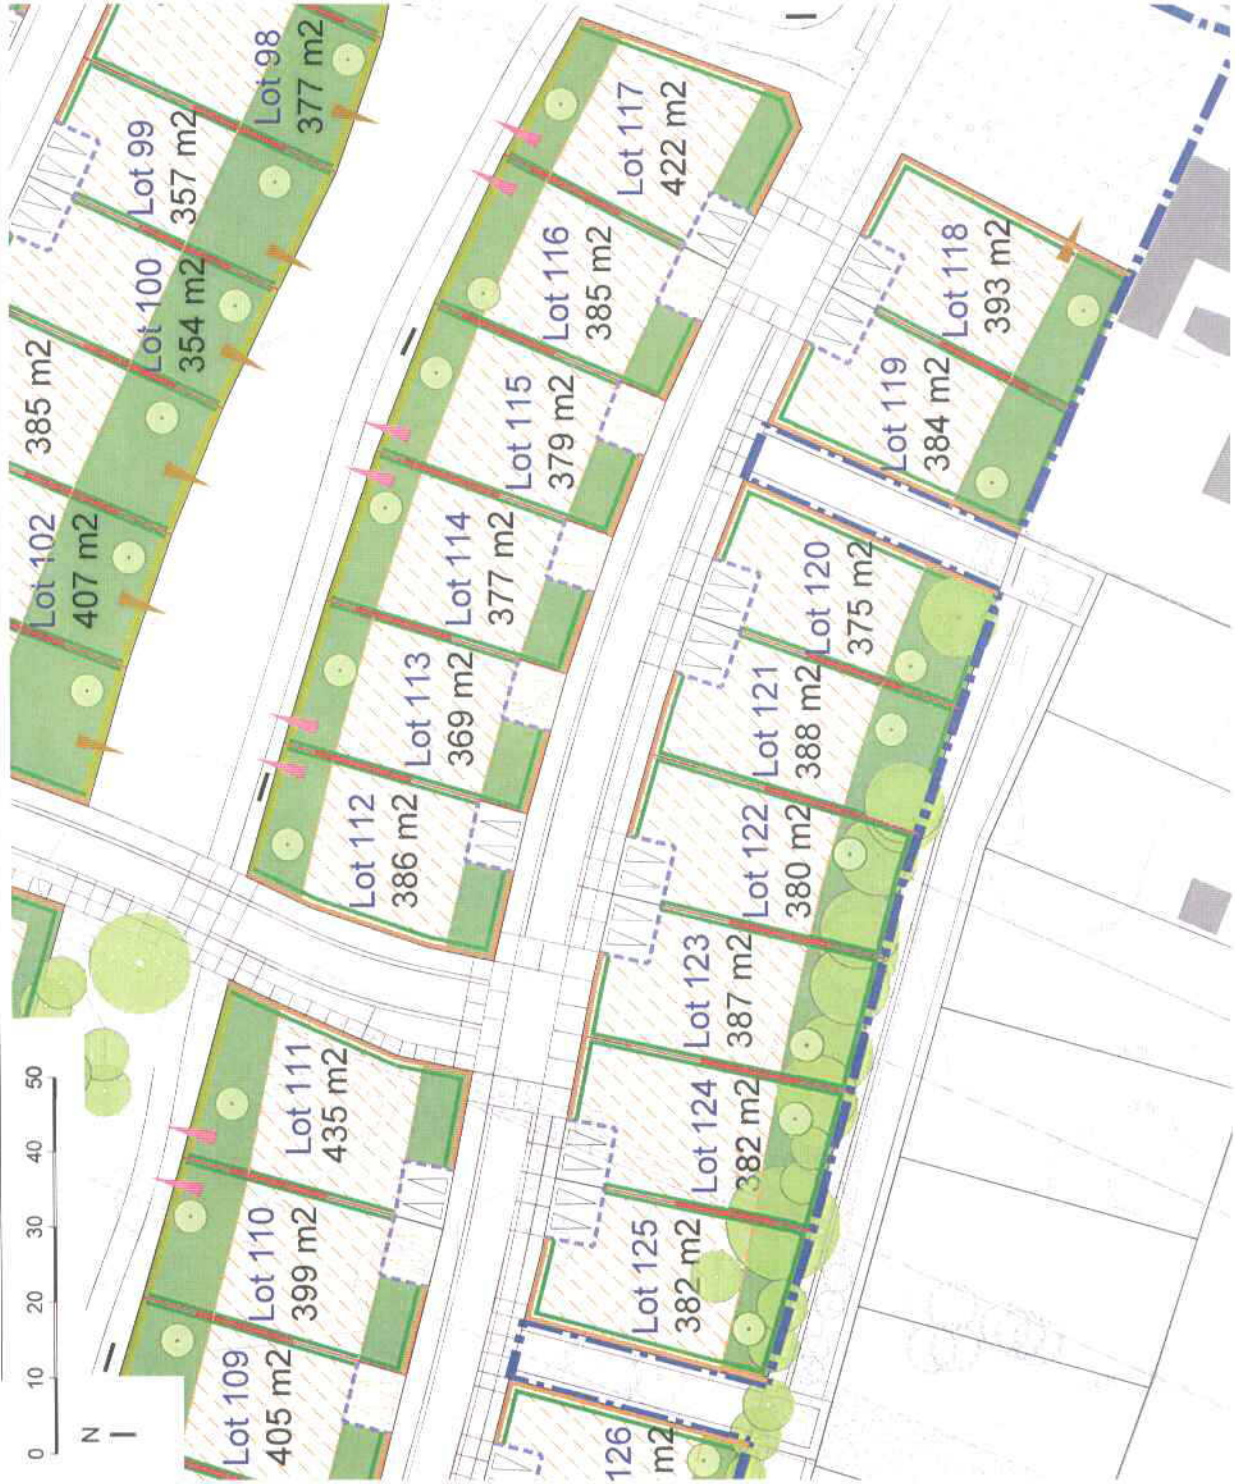 Lot 98
377 m2
Lot 99
357 m2
Lot 100
354 m2
385 m2
Lot 102
407 m2
Lot 117
422 m2
Lot 116
385 m2
Lot 115
379 m2
Lot 114
377 m2
Lot 113
369 m2
Lot 112
386 m2
Lot 118
393 m2
Lot 119
384 m2
Lot 120
375 m2
Lot 121
388 m2
Lot 122
380 m2
Lot 123
387 m2
Lot 124
382 m2
Lot 125
382 m2
126
m2
Lot 111
435 m2
Lot 110
399 m2
Lot 109
405 m2
0 10 20 30 40 50
N